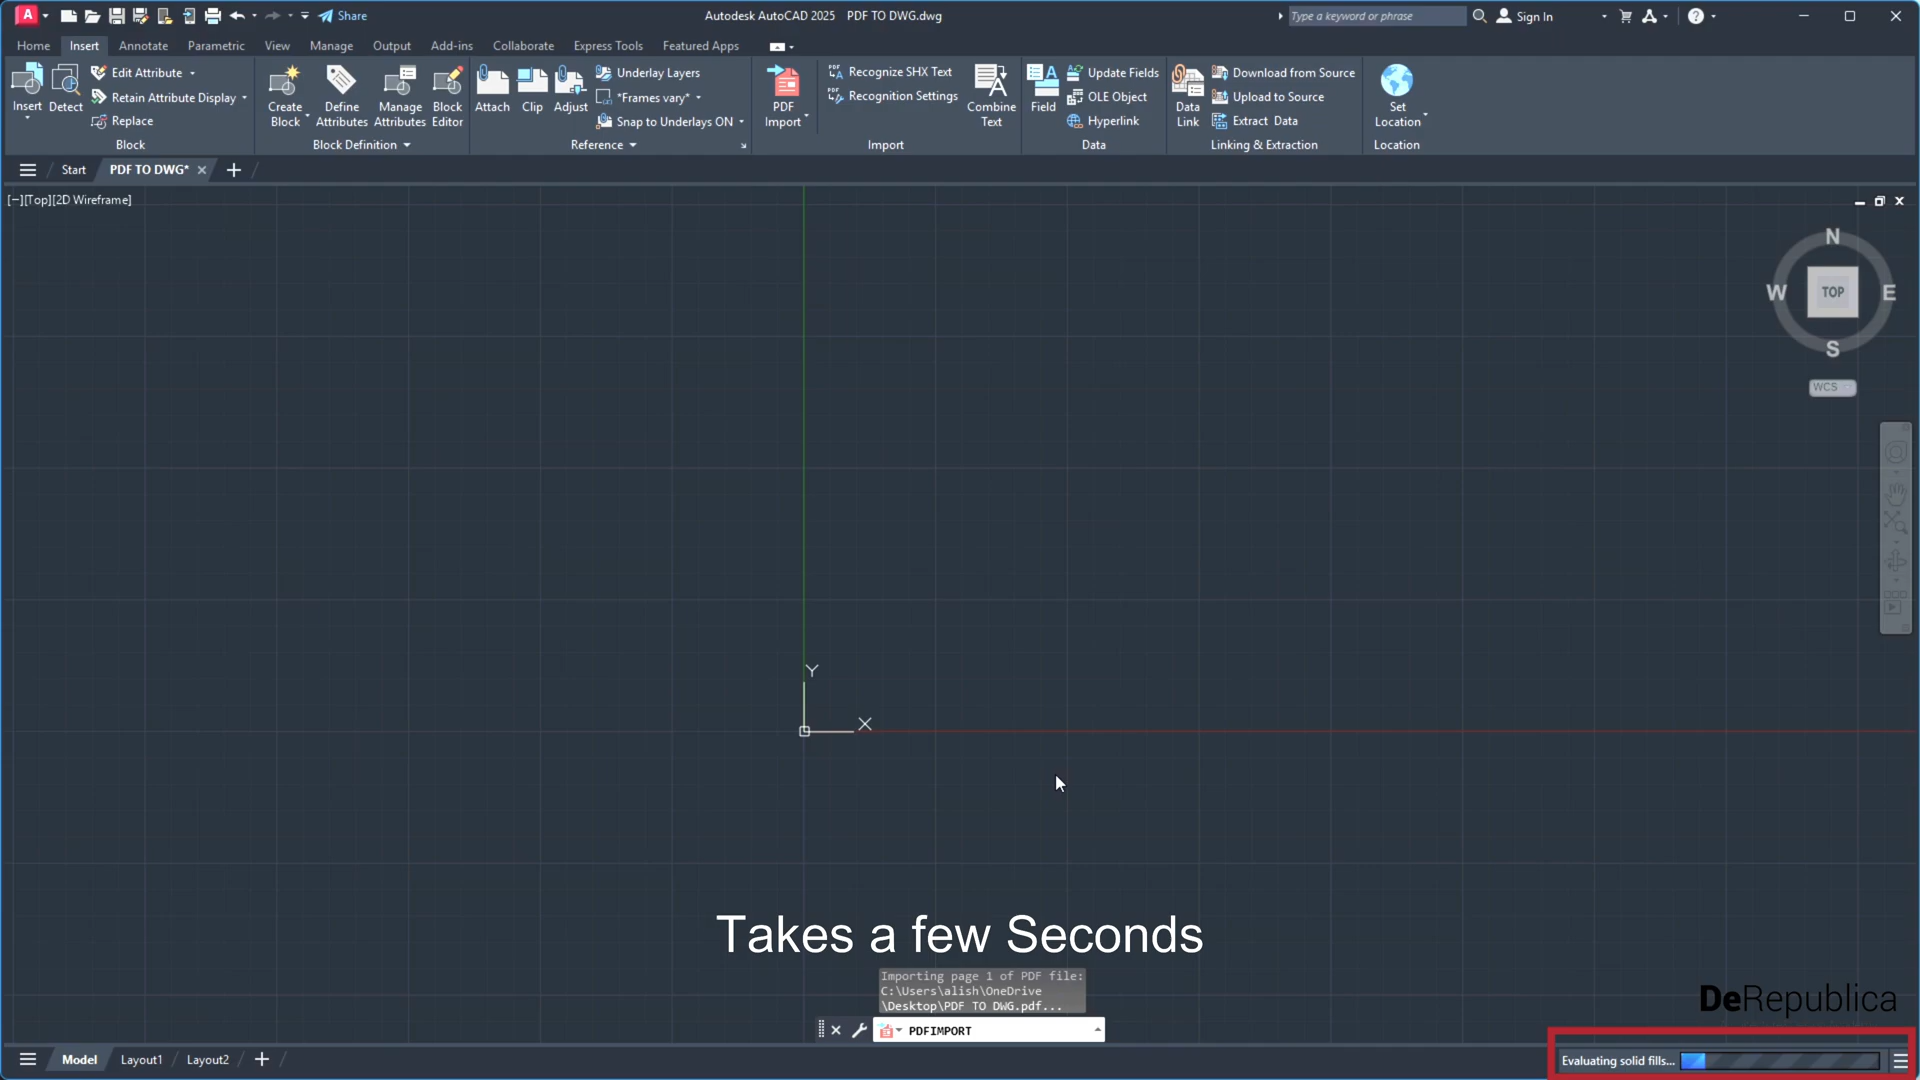 A
Share
Autodesk AutoCAD 2025 PDF TO DWG.dwg
Type a keyword or phrase
Sign In
Home Insert Annotate Parametric View Manage Output Add-ins Collaborate Express Tools Featured Apps
Insert
Detect
Edit Attribute
Retain Attribute Display
Replace
Block
Create Block
Define Attributes
Manage Attributes
Block Editor
Block Definition
Attach
Clip
Adjust
Underlay Layers
*Frames vary*
Snap to Underlays ON
Reference
PDF Import
Recognize SHX Text
Recognition Settings
Combine Text
Import
Field
Update Fields
OLE Object
Hyperlink
Data
Data Link
Download from Source
Upload to Source
Extract Data
Linking & Extraction
Set Location
Location
Start
PDF TO DWG*
[−][Top][2D Wireframe]
N
W TOP E
S
WCS
Y
X
Takes a few Seconds
Importing page 1 of PDF file:
C:\Users\alish\OneDrive
\Desktop\PDF TO DWG.pdf...
PDFIMPORT
DeRepublica
Model Layout1 Layout2
Evaluating solid fills...